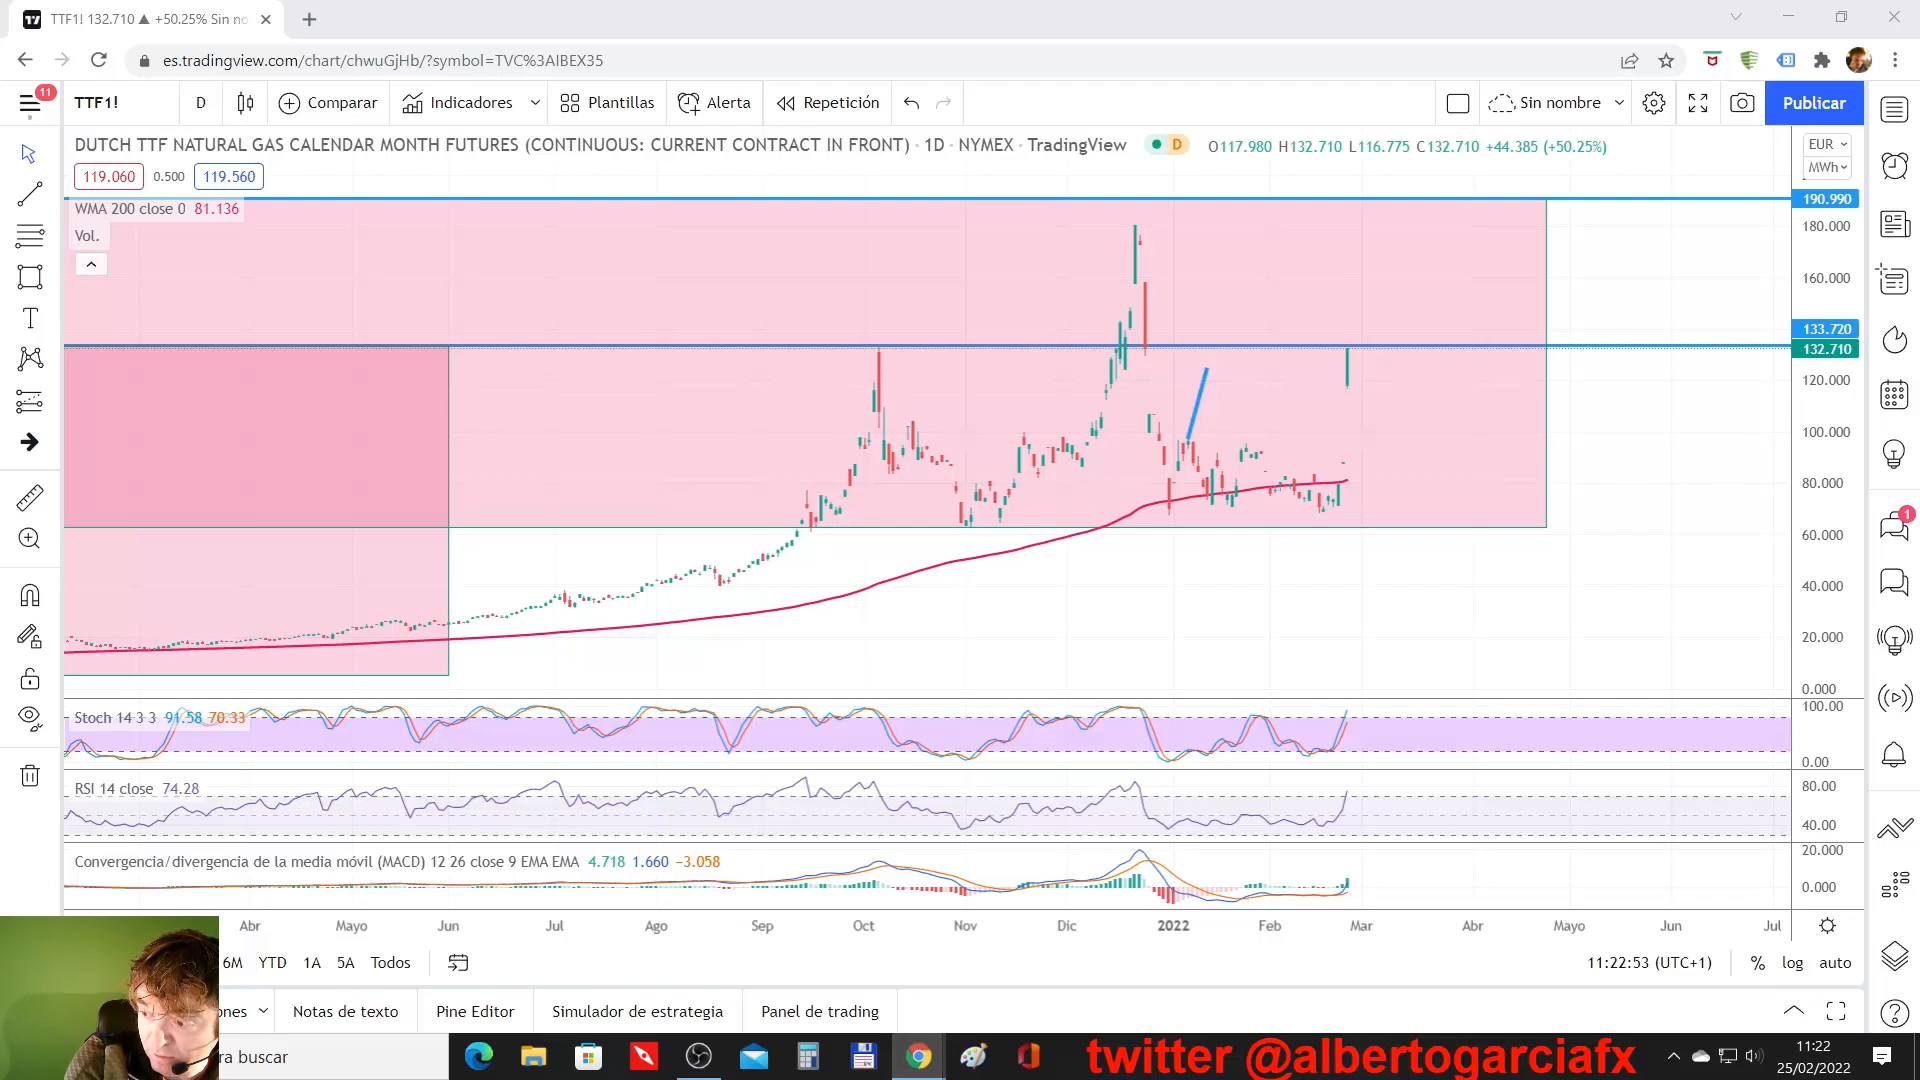 TTF1! 132.710 ▲ +50.25% Sin no
es.tradingview.com/chart/chwuGjHb/?symbol=TVC%3AIBEX35
11
TTF1!
D
Comparar
Indicadores
Plantillas
Alerta
Repetición
Sin nombre
Publicar
DUTCH TTF NATURAL GAS CALENDAR MONTH FUTURES (CONTINUOUS: CURRENT CONTRACT IN FRONT) · 1D · NYMEX · TradingView
D
O117.980 H132.710 L116.775 C132.710 +44.385 (+50.25%)
EUR
MWh
119.060
0.500
119.560
WMA 200 close 0 81.136
Vol.
190.990
180.000
160.000
133.720
132.710
120.000
100.000
80.000
60.000
40.000
20.000
0.000
1
Stoch 14 3 3 91.58 70.33
100.00
0.00
RSI 14 close 74.28
80.00
40.00
Convergencia/divergencia de la media móvil (MACD) 12 26 close 9 EMA EMA 4.718 1.660 −3.058
20.000
0.000
Abr Mayo Jun Jul Ago Sep Oct Nov Dic 2022 Feb Mar Abr Mayo Jun Jul
6M YTD 1A 5A Todos
11:22:53 (UTC+1)
% log auto
ones
Notas de texto
Pine Editor
Simulador de estrategia
Panel de trading
ra buscar
twitter @albertogarciafx
11:22
25/02/2022